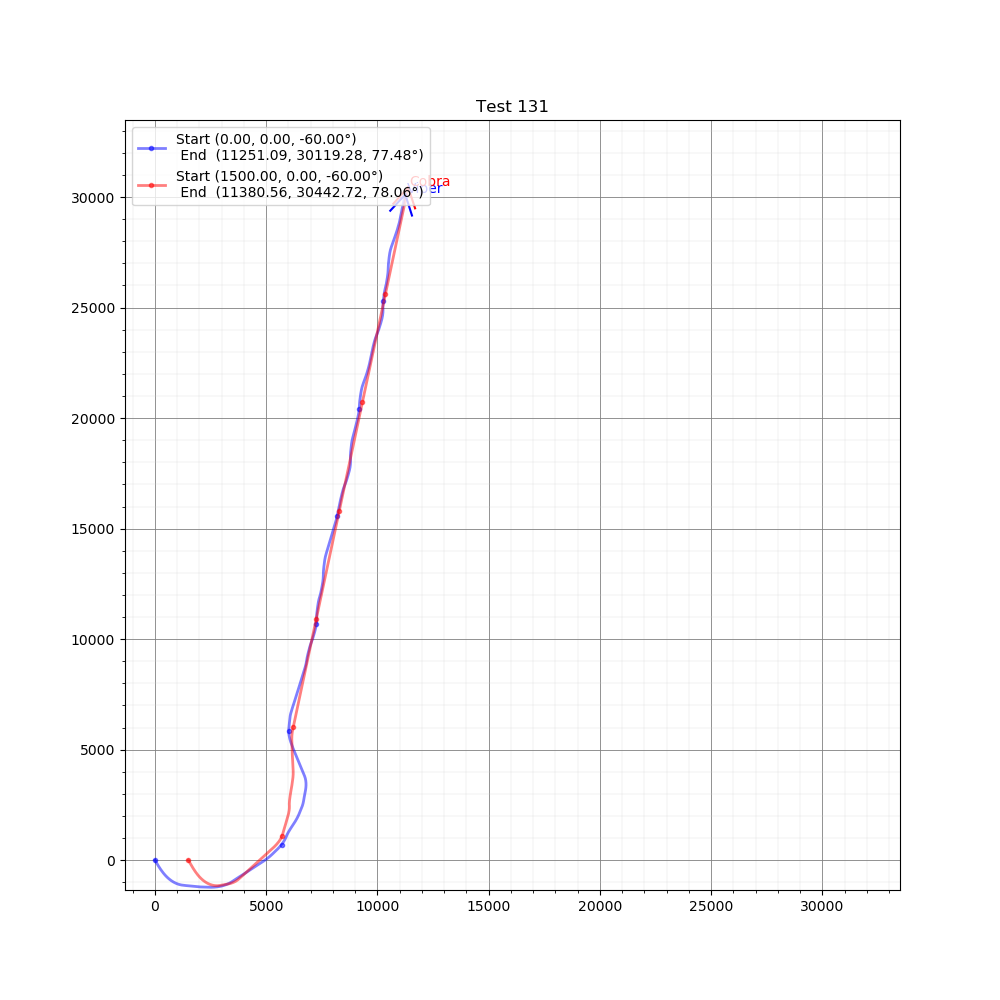 Test 131
Start (0.00, 0.00, -60.00°)
End (11251.09, 30119.28, 77.48°)
Start (1500.00, 0.00, -60.00°)
End (11380.56, 30442.72, 78.06°)
Cobra
30000
25000
20000
15000
10000
5000
0
0 5000 10000 15000 20000 25000 30000